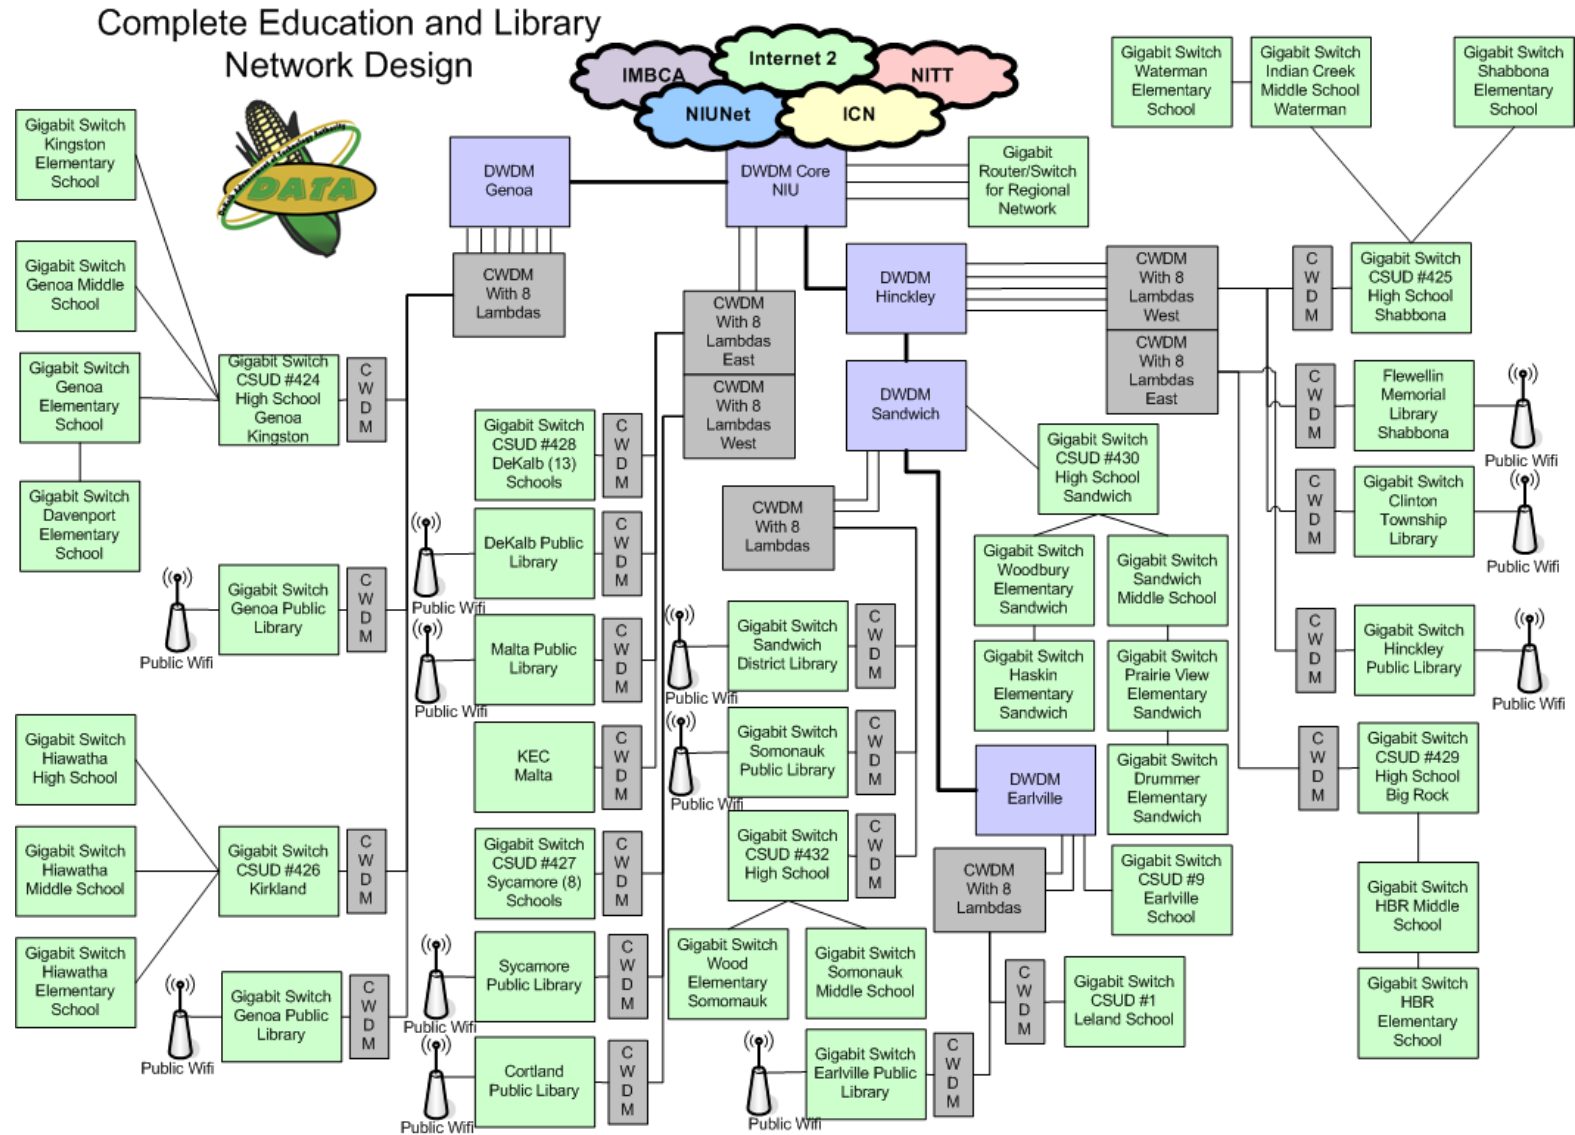 Complete Education and Library
Network Design
IMBCA
Internet 2
NITT
NIUNet
ICN
DATA
DWDM
Genoa
DWDM Core
NIU
Gigabit
Router/Switch
for Regional
Network
Gigabit Switch
Waterman
Elementary
School
Gigabit Switch
Indian Creek
Middle School
Waterman
Gigabit Switch
Shabbona
Elementary
School
Gigabit Switch
Kingston
Elementary
School
Gigabit Switch
Genoa Middle
School
Gigabit Switch
Genoa
Elementary
School
Gigabit Switch
Davenport
Elementary
School
Gigabit Switch
CSUD #424
High School
Genoa
Kingston
C
W
D
M
CWDM
With 8
Lambdas
Gigabit Switch
Genoa Public
Library
C
W
D
M
Public Wifi
Gigabit Switch
Hiawatha
High School
Gigabit Switch
Hiawatha
Middle School
Gigabit Switch
Hiawatha
Elementary
School
Gigabit Switch
CSUD #426
Kirkland
C
W
D
M
Gigabit Switch
Genoa Public
Library
C
W
D
M
Public Wifi
CWDM
With 8
Lambdas
East
CWDM
With 8
Lambdas
West
Gigabit Switch
CSUD #428
DeKalb (13)
Schools
C
W
D
M
DeKalb Public
Library
C
W
D
M
Public Wifi
Malta Public
Library
C
W
D
M
Public Wifi
KEC
Malta
C
W
D
M
Gigabit Switch
CSUD #427
Sycamore (8)
Schools
C
W
D
M
Sycamore
Public Library
C
W
D
M
Public Wifi
Cortland
Public Libary
C
W
D
M
Public Wifi
DWDM
Hinckley
DWDM
Sandwich
CWDM
With 8
Lambdas
Gigabit Switch
Sandwich
District Library
C
W
D
M
Public Wifi
Gigabit Switch
Somonauk
Public Library
C
W
D
M
Public Wifi
Gigabit Switch
CSUD #432
High School
C
W
D
M
Gigabit Switch
Wood
Elementary
Somomauk
Gigabit Switch
Somonauk
Middle School
Gigabit Switch
CSUD #430
High School
Sandwich
Gigabit Switch
Woodbury
Elementary
Sandwich
Gigabit Switch
Sandwich
Middle School
Gigabit Switch
Haskin
Elementary
Sandwich
Gigabit Switch
Prairie View
Elementary
Sandwich
Gigabit Switch
Drummer
Elementary
Sandwich
DWDM
Earlville
CWDM
With 8
Lambdas
Gigabit Switch
CSUD #9
Earlville
School
C
W
D
M
Gigabit Switch
CSUD #1
Leland School
Gigabit Switch
Earlville Public
Library
C
W
D
M
Public Wifi
CWDM
With 8
Lambdas
West
CWDM
With 8
Lambdas
East
C
W
D
M
Gigabit Switch
CSUD #425
High School
Shabbona
C
W
D
M
Flewellin
Memorial
Library
Shabbona
Public Wifi
C
W
D
M
Gigabit Switch
Clinton
Township
Library
Public Wifi
C
W
D
M
Gigabit Switch
Hinckley
Public Library
Public Wifi
C
W
D
M
Gigabit Switch
CSUD #429
High School
Big Rock
Gigabit Switch
HBR Middle
School
Gigabit Switch
HBR
Elementary
School